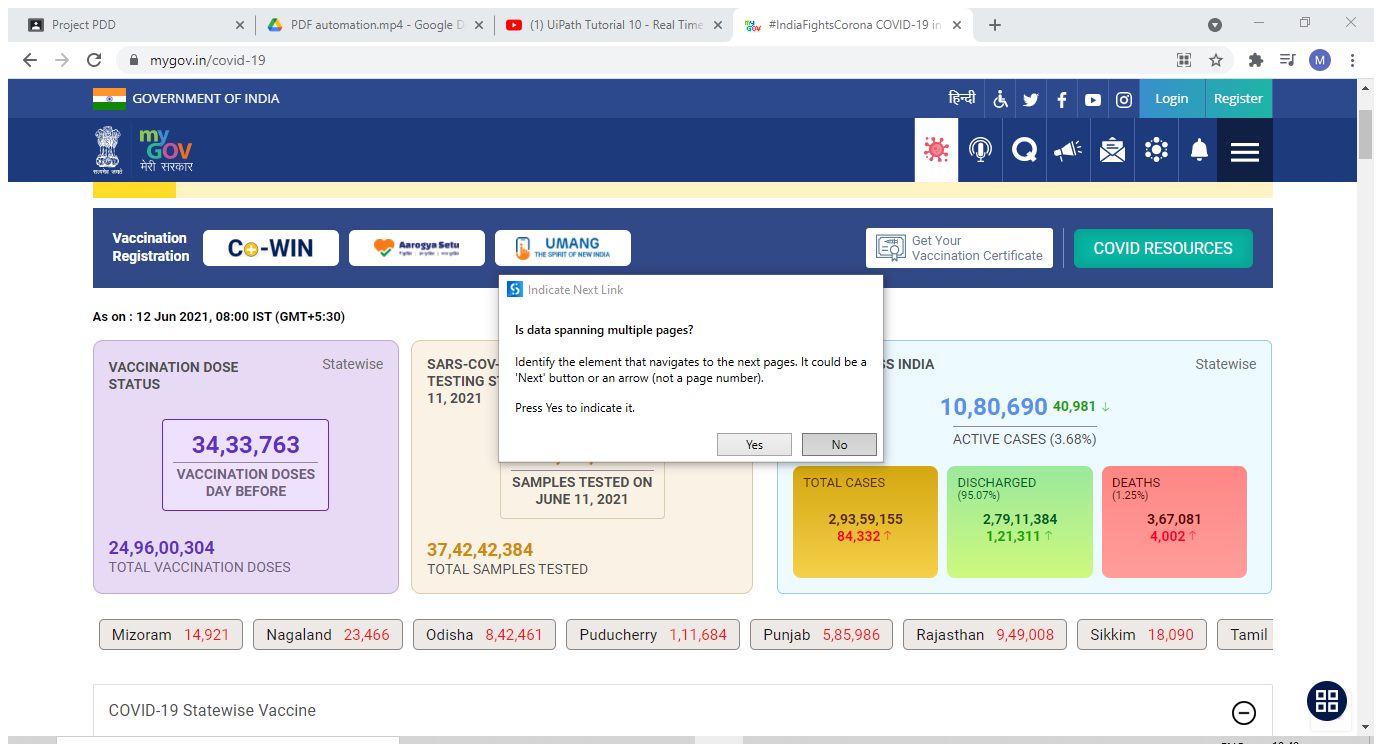 Project PDD
PDF automation.mp4 - Google D
(1) UiPath Tutorial 10 - Real Time
#IndiaFightsCorona COVID-19 in
mygov.in/covid-19
M
GOVERNMENT OF INDIA
हिन्दी
Login
Register
सत्यमेव जयते
my
GOV
मेरी सरकार
Vaccination
Registration
CO-WIN
Aarogya Setu
UMANG
THE SPIRIT OF NEW INDIA
Get Your
Vaccination Certificate
COVID RESOURCES
Indicate Next Link
Is data spanning multiple pages?
Identify the element that navigates to the next pages. It could be a
'Next' button or an arrow (not a page number).
Press Yes to indicate it.
Yes
No
As on : 12 Jun 2021, 08:00 IST (GMT+5:30)
VACCINATION DOSE
STATUS
Statewise
34,33,763
VACCINATION DOSES
DAY BEFORE
24,96,00,304
TOTAL VACCINATION DOSES
SARS-COV-
TESTING S
11, 2021
SAMPLES TESTED ON
JUNE 11, 2021
37,42,42,384
TOTAL SAMPLES TESTED
SS INDIA
Statewise
10,80,690 40,981 ↓
ACTIVE CASES (3.68%)
TOTAL CASES
2,93,59,155
84,332 ↑
DISCHARGED
(95.07%)
2,79,11,384
1,21,311 ↑
DEATHS
(1.25%)
3,67,081
4,002 ↑
Mizoram 14,921
Nagaland 23,466
Odisha 8,42,461
Puducherry 1,11,684
Punjab 5,85,986
Rajasthan 9,49,008
Sikkim 18,090
Tamil
COVID-19 Statewise Vaccine